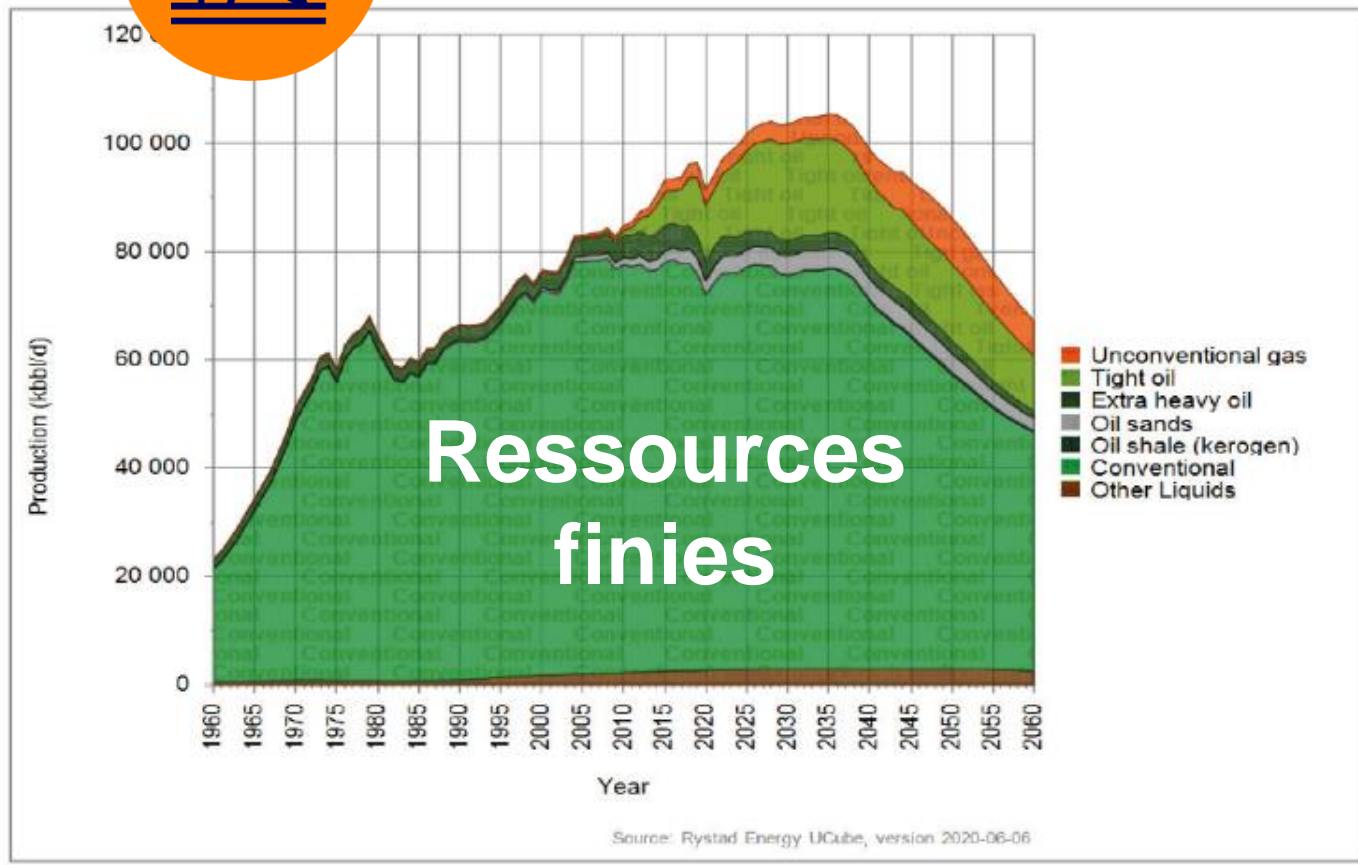 120
100 000
80 000
60 000
40 000
20 000
0
Production (kbbl/d)
Ressources
finies
1960 1965 1970 1975 1980 1985 1990 1995 2000 2005 2010 2015 2020 2025 2030 2035 2040 2045 2050 2055 2060
Year
Unconventional gas
Tight oil
Extra heavy oil
Oil sands
Oil shale (kerogen)
Conventional
Other Liquids
Source: Rystad Energy UCube, version 2020-06-06